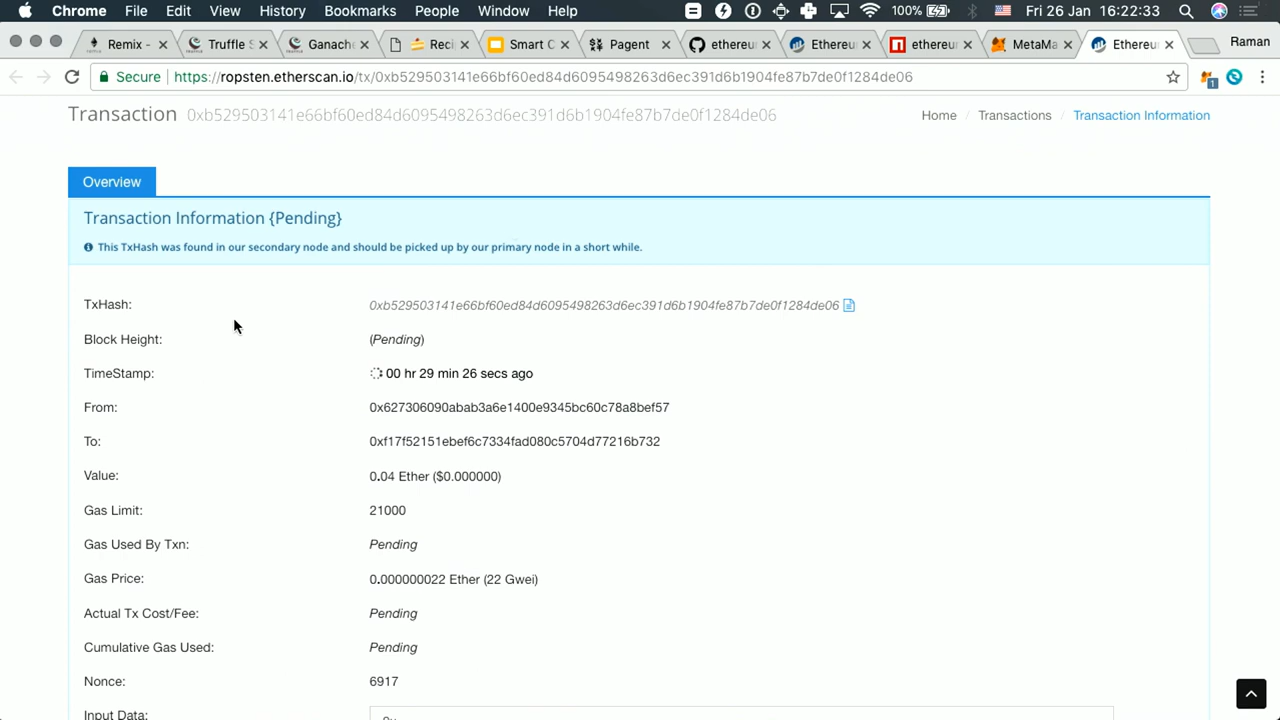 Chrome File Edit View History Bookmarks People Window Help 100% Fri 26 Jan 16:22:33
Remix - Truffle S Ganach Rec Smart Pagent ethereu Ethereu ethereu MetaMa Ethereu Raman
Secure https://ropsten.etherscan.io/tx/0xb529503141e66bf60ed84d6095498263d6ec391d6b1904fe87b7de0f1284de06
1
Transaction 0xb529503141e66bf60ed84d6095498263d6ec391d6b1904fe87b7de0f1284de06 Home / Transactions / Transaction Information
Overview
Transaction Information {Pending}
This TxHash was found in our secondary node and should be picked up by our primary node in a short while.
TxHash: 0xb529503141e66bf60ed84d6095498263d6ec391d6b1904fe87b7de0f1284de06
Block Height: (Pending)
TimeStamp: 00 hr 29 min 26 secs ago
From: 0x627306090abab3a6e1400e9345bc60c78a8bef57
To: 0xf17f52151ebef6c7334fad080c5704d77216b732
Value: 0.04 Ether ($0.000000)
Gas Limit: 21000
Gas Used By Txn: Pending
Gas Price: 0.000000022 Ether (22 Gwei)
Actual Tx Cost/Fee: Pending
Cumulative Gas Used: Pending
Nonce: 6917
Input Data: